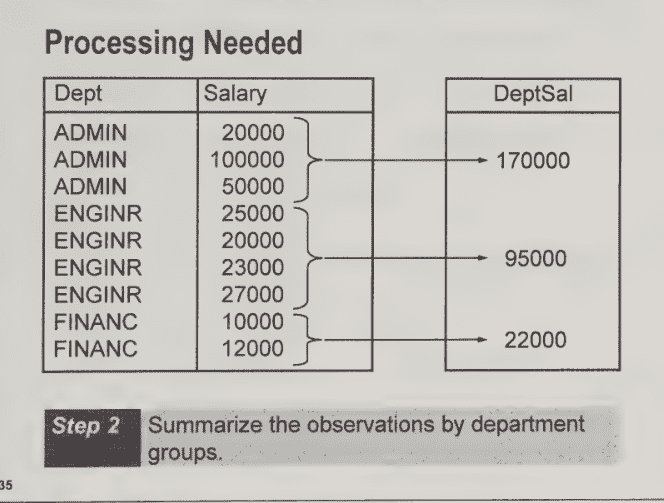 Processing Needed
Dept Salary DeptSal
ADMIN 20000
ADMIN 100000 170000
ADMIN 50000
ENGINR 25000
ENGINR 20000 95000
ENGINR 23000
ENGINR 27000
FINANC 10000
FINANC 12000 22000
Step 2 Summarize the observations by department
groups.
35